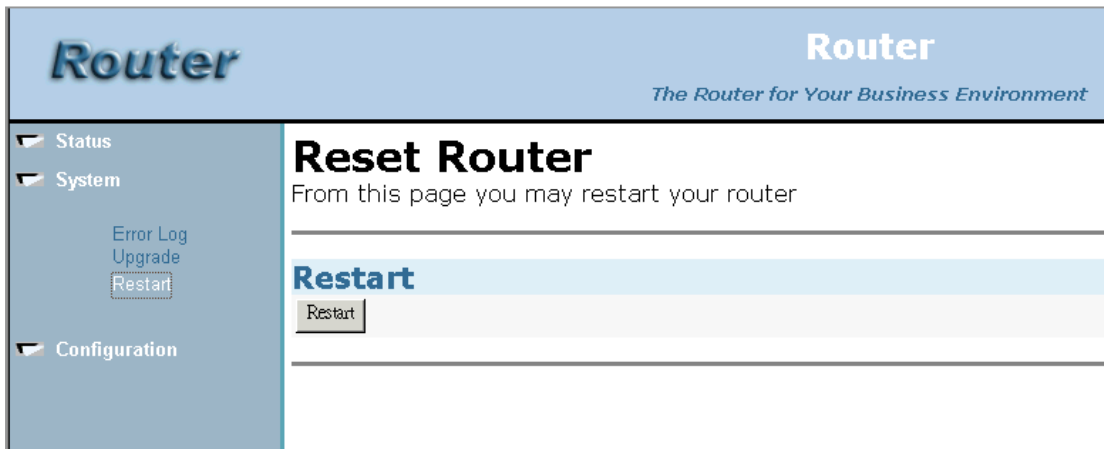 Router
Router
The Router for Your Business Environment
Status
System
Error Log
Upgrade
Restart
Configuration
Reset Router
From this page you may restart your router
Restart
Restart